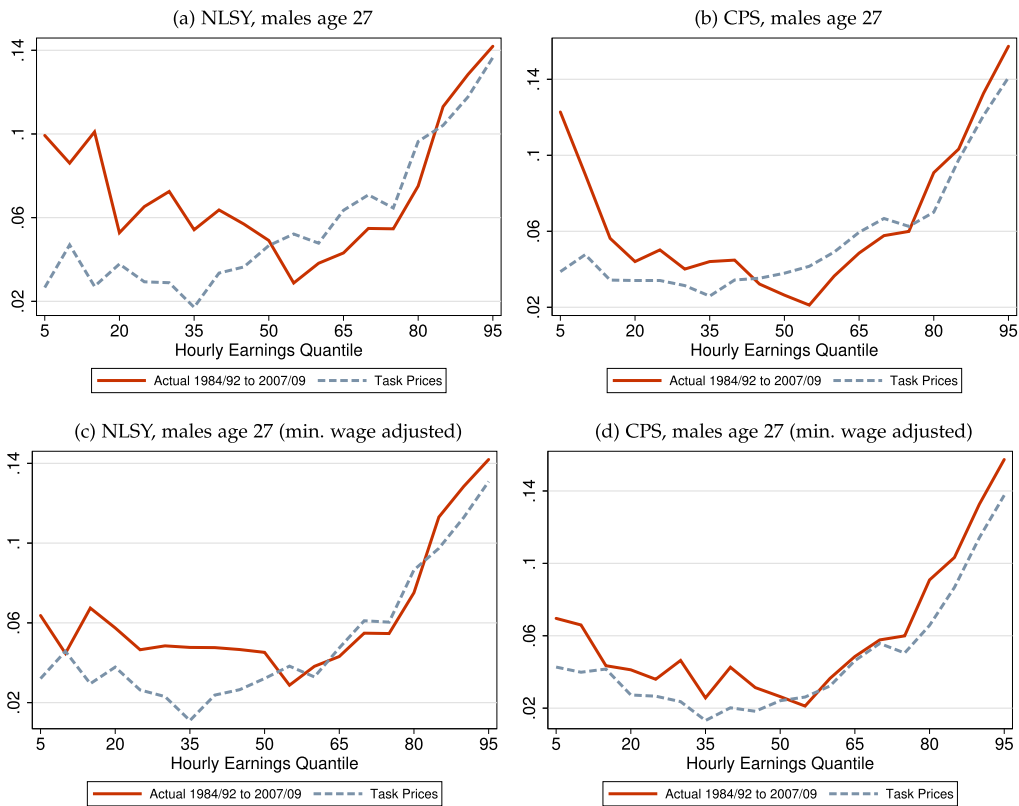 (a) NLSY, males age 27
.14
.1
.06
.02
5 20 35 50 65 80 95
Hourly Earnings Quantile
Actual 1984/92 to 2007/09 Task Prices
(b) CPS, males age 27
.14
.1
.06
.02
5 20 35 50 65 80 95
Hourly Earnings Quantile
Actual 1984/92 to 2007/09 Task Prices
(c) NLSY, males age 27 (min. wage adjusted)
.14
.1
.06
.02
5 20 35 50 65 80 95
Hourly Earnings Quantile
Actual 1984/92 to 2007/09 Task Prices
(d) CPS, males age 27 (min. wage adjusted)
.14
.1
.06
.02
5 20 35 50 65 80 95
Hourly Earnings Quantile
Actual 1984/92 to 2007/09 Task Prices